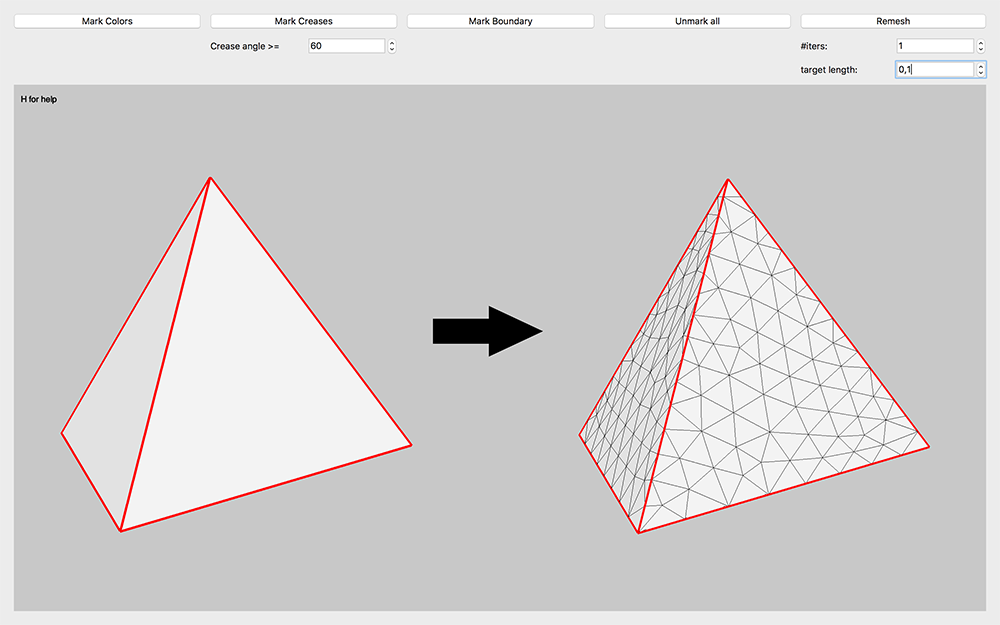 Mark Colors
Mark Creases
Mark Boundary
Unmark all
Remesh
Crease angle >=
60
#iters:
1
target length:
0,1
H for help